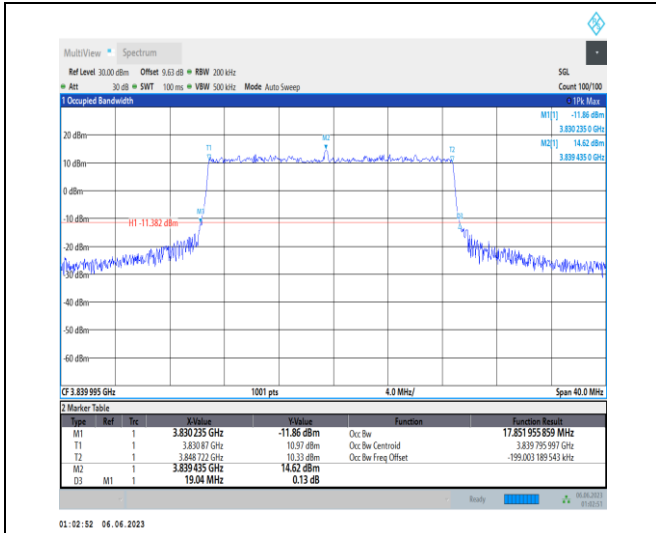 MultiView Spectrum
Ref Level 30.00 dBm Offset 9.63 dB RBW 200 kHz SGL
Att 30 dB SWT 100 ms VBW 500 kHz Mode Auto Sweep Count 100/100
1 Occupied Bandwidth 1Pk Max
M1[1] -11.86 dBm
3.830 235 0 GHz
M2[1] 14.62 dBm
3.839 435 0 GHz
20 dBm
M2
T1 T2
10 dBm
0 dBm
M1
-10 dBm
H1 -11.382 dBm
-20 dBm
-40 dBm
-50 dBm
-60 dBm
CF 3.839 995 GHz 1001 pts 4.0 MHz/ Span 40.0 MHz
2 Marker Table
Type Ref Trc X-Value Y-Value Function Function Result
M1 1 3.830 235 GHz -11.86 dBm Occ Bw 17.851 955 859 MHz
T1 1 3.830 87 GHz 10.97 dBm Occ Bw Centroid 3.839 795 997 GHz
T2 1 3.848 722 GHz 10.33 dBm Occ Bw Freq Offset -199.003 189 543 kHz
M2 1 3.839 435 GHz 14.62 dBm
D3 M1 1 19.04 MHz 0.13 dB
Ready 06.06.2023
01:02:51
01:02:52 06.06.2023